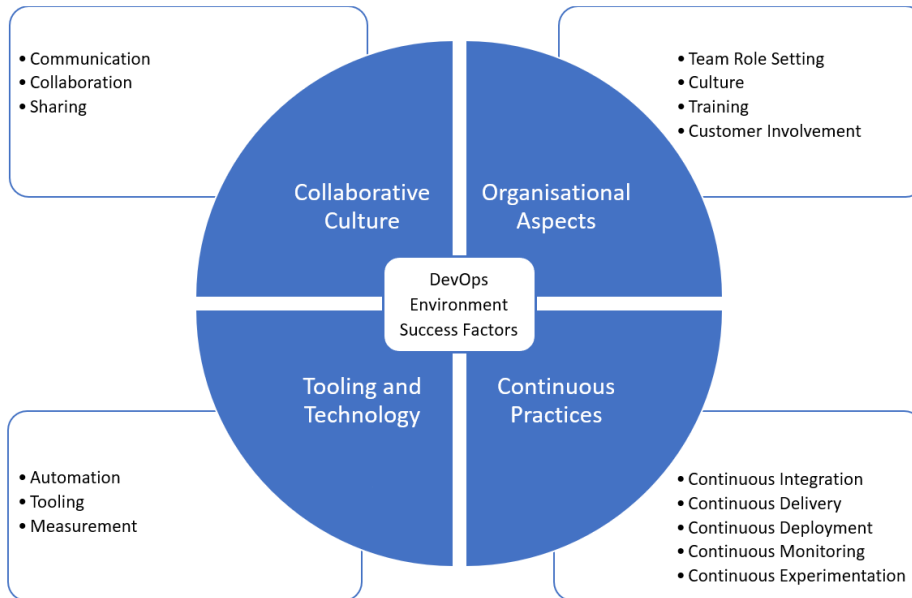 • Communication
• Collaboration
• Sharing
• Team Role Setting
• Culture
• Training
• Customer Involvement
Collaborative
Culture
Organisational
Aspects
DevOps
Environment
Success Factors
Tooling and
Technology
Continuous
Practices
• Automation
• Tooling
• Measurement
• Continuous Integration
• Continuous Delivery
• Continuous Deployment
• Continuous Monitoring
• Continuous Experimentation